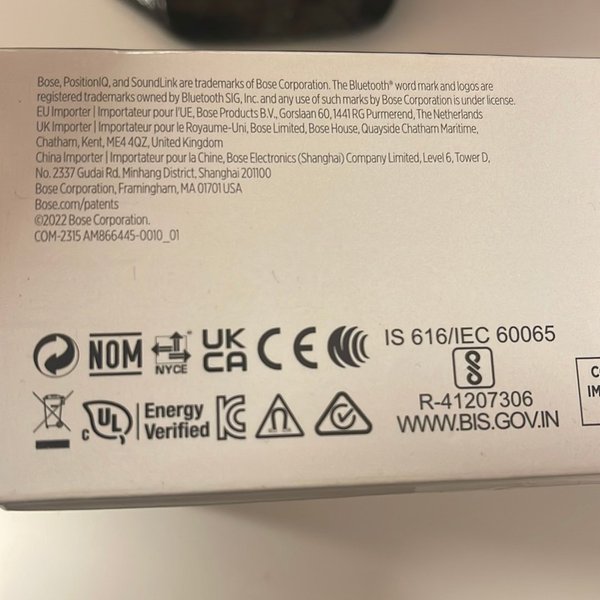 Bose, PositionIQ, and SoundLink are trademarks of Bose Corporation. The Bluetooth® word mark and logos are
registered trademarks owned by Bluetooth SIG, Inc. and any use of such marks by Bose Corporation is under license.
EU Importer | Importateur pour l'UE, Bose Products B.V., Gorslaan 60, 1441 RG Purmerend, The Netherlands
UK Importer | Importateur pour le Royaume-Uni, Bose Limited, Bose House, Quayside Chatham Maritime,
Chatham, Kent, ME4 4QZ, United Kingdom
China Importer | Importateur pour la Chine, Bose Electronics (Shanghai) Company Limited, Level 6, Tower D,
No. 2337 Gudai Rd. Minhang District, Shanghai 201100
Bose Corporation, Framingham, MA 01701 USA
Bose.com/patents
©2022 Bose Corporation.
COM-2315 AM866445-0010_01
NOM NYCE UK CA CE IS 616/IEC 60065
c UL Energy Verified R-41207306
WWW.BIS.GOV.IN